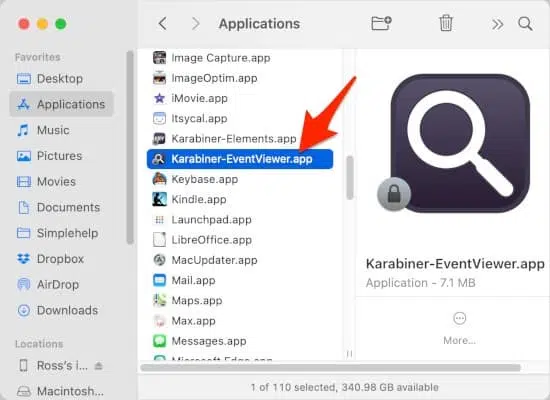 Applications
Favorites
Desktop
Applications
Music
Pictures
Movies
Documents
Simplehelp
Dropbox
AirDrop
Downloads
Locations
Ross's i...
Macintosh...
Image Capture.app
ImageOptim.app
iMovie.app
Itsycal.app
Karabiner-Elements.app
Karabiner-EventViewer.app
Keybase.app
Kindle.app
Launchpad.app
LibreOffice.app
MacUpdater.app
Mail.app
Maps.app
Max.app
Messages.app
Microsoft Edge.app
Karabiner-EventViewer.app
Application - 7.1 MB
More...
1 of 110 selected, 340.98 GB available